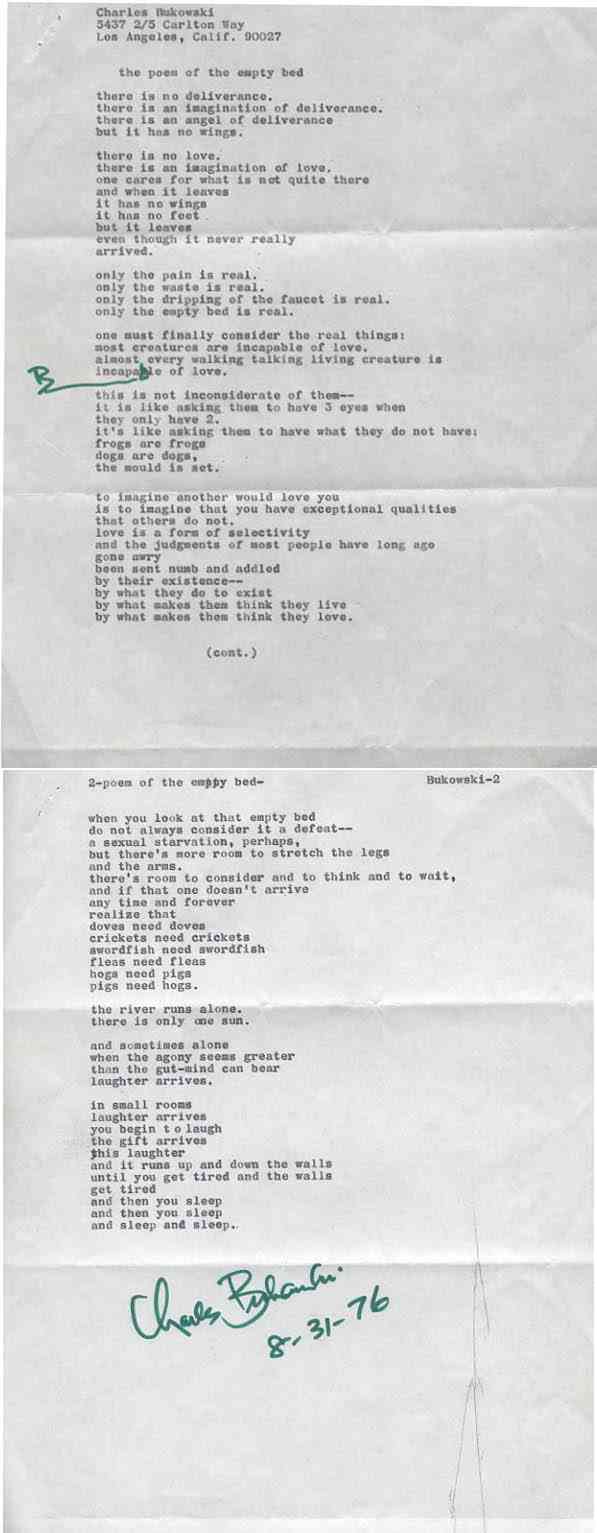 Charles Bukowski
5437 2/5 Carlton Way
Los Angeles, Calif. 90027
the poem of the empty bed
there is no deliverance.
there is an imagination of deliverance.
there is an angel of deliverance
but it has no wings.
there is no love.
there is an imagination of love.
one cares for what is not quite there
and when it leaves
it has no wings
it has no feet
but it leaves
even though it never really
arrived.
only the pain is real.
only the waste is real.
only the dripping of the faucet is real.
only the empty bed is real.
one must finally consider the real things:
most creatures are incapable of love.
almost every walking talking living creature is
incapable of love.
B
this is not inconsiderate of them--
it is like asking them to have 3 eyes when
they only have 2.
it's like asking them to have what they do not have:
frogs are frogs
dogs are dogs,
the mould is set.
to imagine another would love you
is to imagine that you have exceptional qualities
that others do not.
love is a form of selectivity
and the judgments of most people have long ago
gone awry
been sent numb and addled
by their existence--
by what they do to exist
by what makes them think they live
by what makes them think they love.
(cont.)
2-poem of the empty bed- Bukowski-2
when you look at that empty bed
do not always consider it a defeat--
a sexual starvation, perhaps,
but there's more room to stretch the legs
and the arms.
there's room to consider and to think and to wait,
and if that one doesn't arrive
any time and forever
realize that
doves need doves
crickets need crickets
swordfish need swordfish
fleas need fleas
hogs need pigs
pigs need hogs.
the river runs alone.
there is only one sun.
and sometimes alone
when the agony seems greater
than the gut-mind can bear
laughter arrives.
in small rooms
laughter arrives
you begin to laugh
the gift arrives
this laughter
and it runs up and down the walls
until you get tired and the walls
get tired
and then you sleep
and then you sleep
and sleep and sleep.
Charles Bukowski
8-31-76